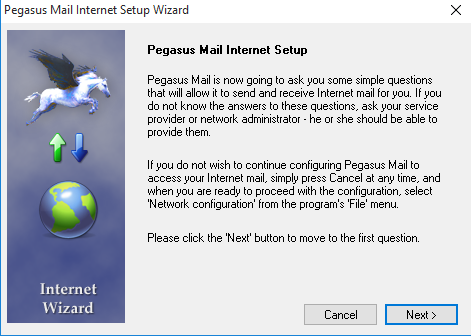 Pegasus Mail Internet Setup Wizard
Pegasus Mail Internet Setup
Pegasus Mail is now going to ask you some simple questions
that will allow it to send and receive Internet mail for you. If you
do not know the answers to these questions, ask your service
provider or network administrator - he or she should be able to
provide them.
If you do not wish to continue configuring Pegasus Mail to
access your Internet mail, simply press Cancel at any time, and
when you are ready to proceed with the configuration, select
'Network configuration' from the program's 'File' menu.
Please click the 'Next' button to move to the first question.
Internet
Wizard
Cancel
Next >